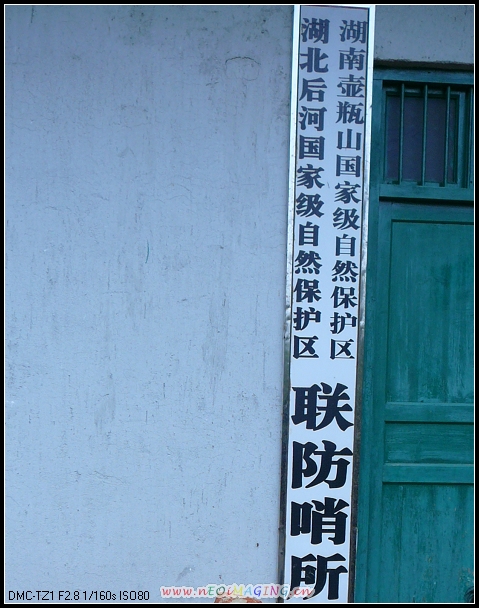 湖南壶瓶山国家级自然保护区
湖北后河国家级自然保护区
联防哨所
DMC-TZ1 F2.8 1/160s ISO80
www.nEOiMAGING.cn